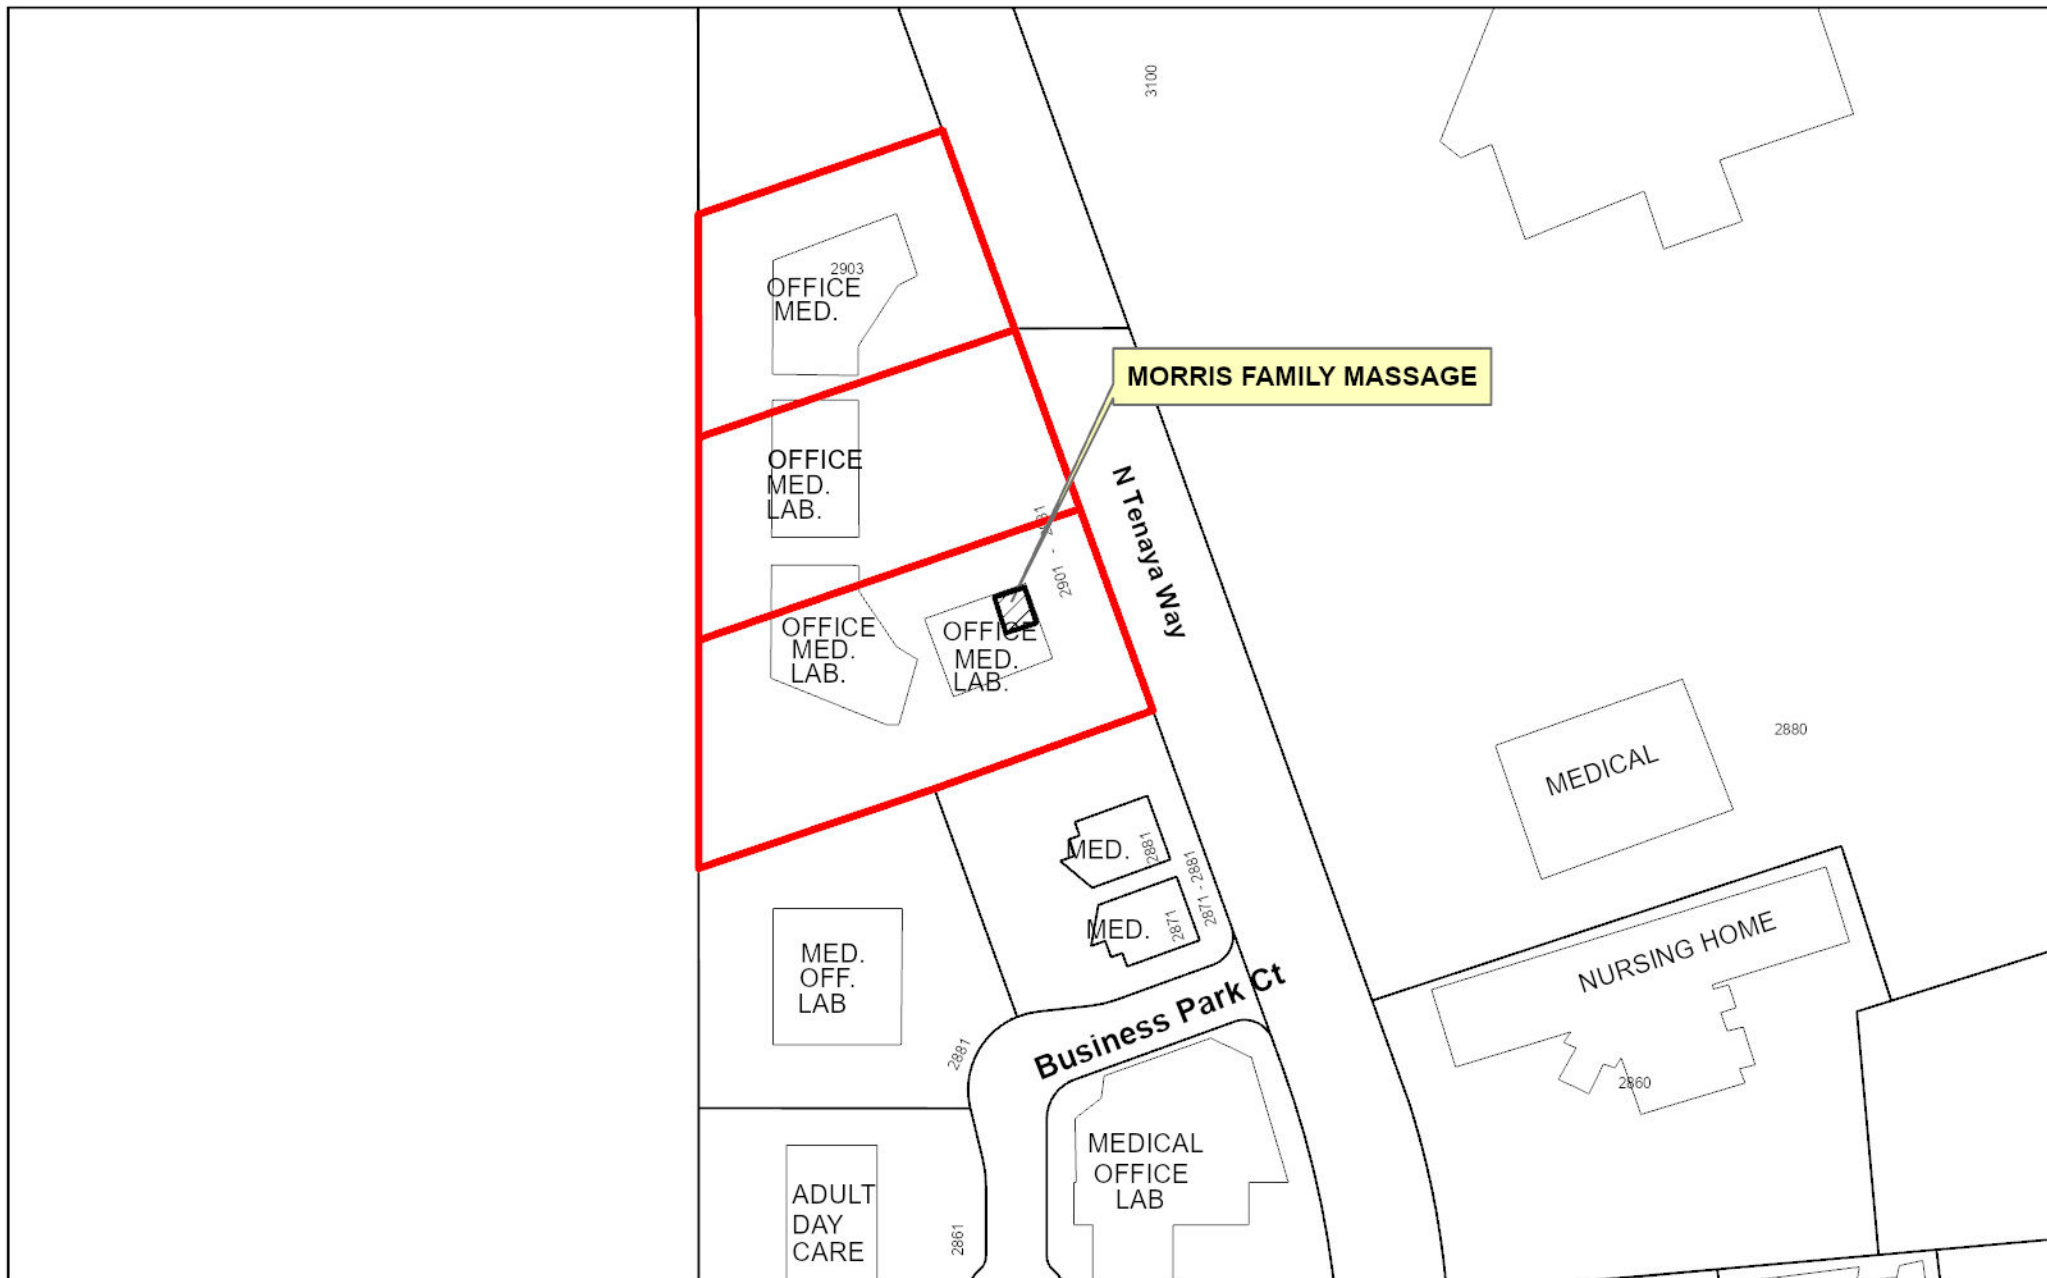 3100
2903
OFFICE
MED.
MORRIS FAMILY MASSAGE
OFFICE
MED.
LAB.
N Tenaya Way
2901 -
OFFICE
MED.
LAB.
OFFICE
MED.
LAB.
2880
MEDICAL
MED.
2881
2871 - 2881
MED.
2871
NURSING HOME
MED.
OFF.
LAB
Business Park Ct
2881
2860
MEDICAL
OFFICE
LAB
ADULT
DAY
CARE
2861